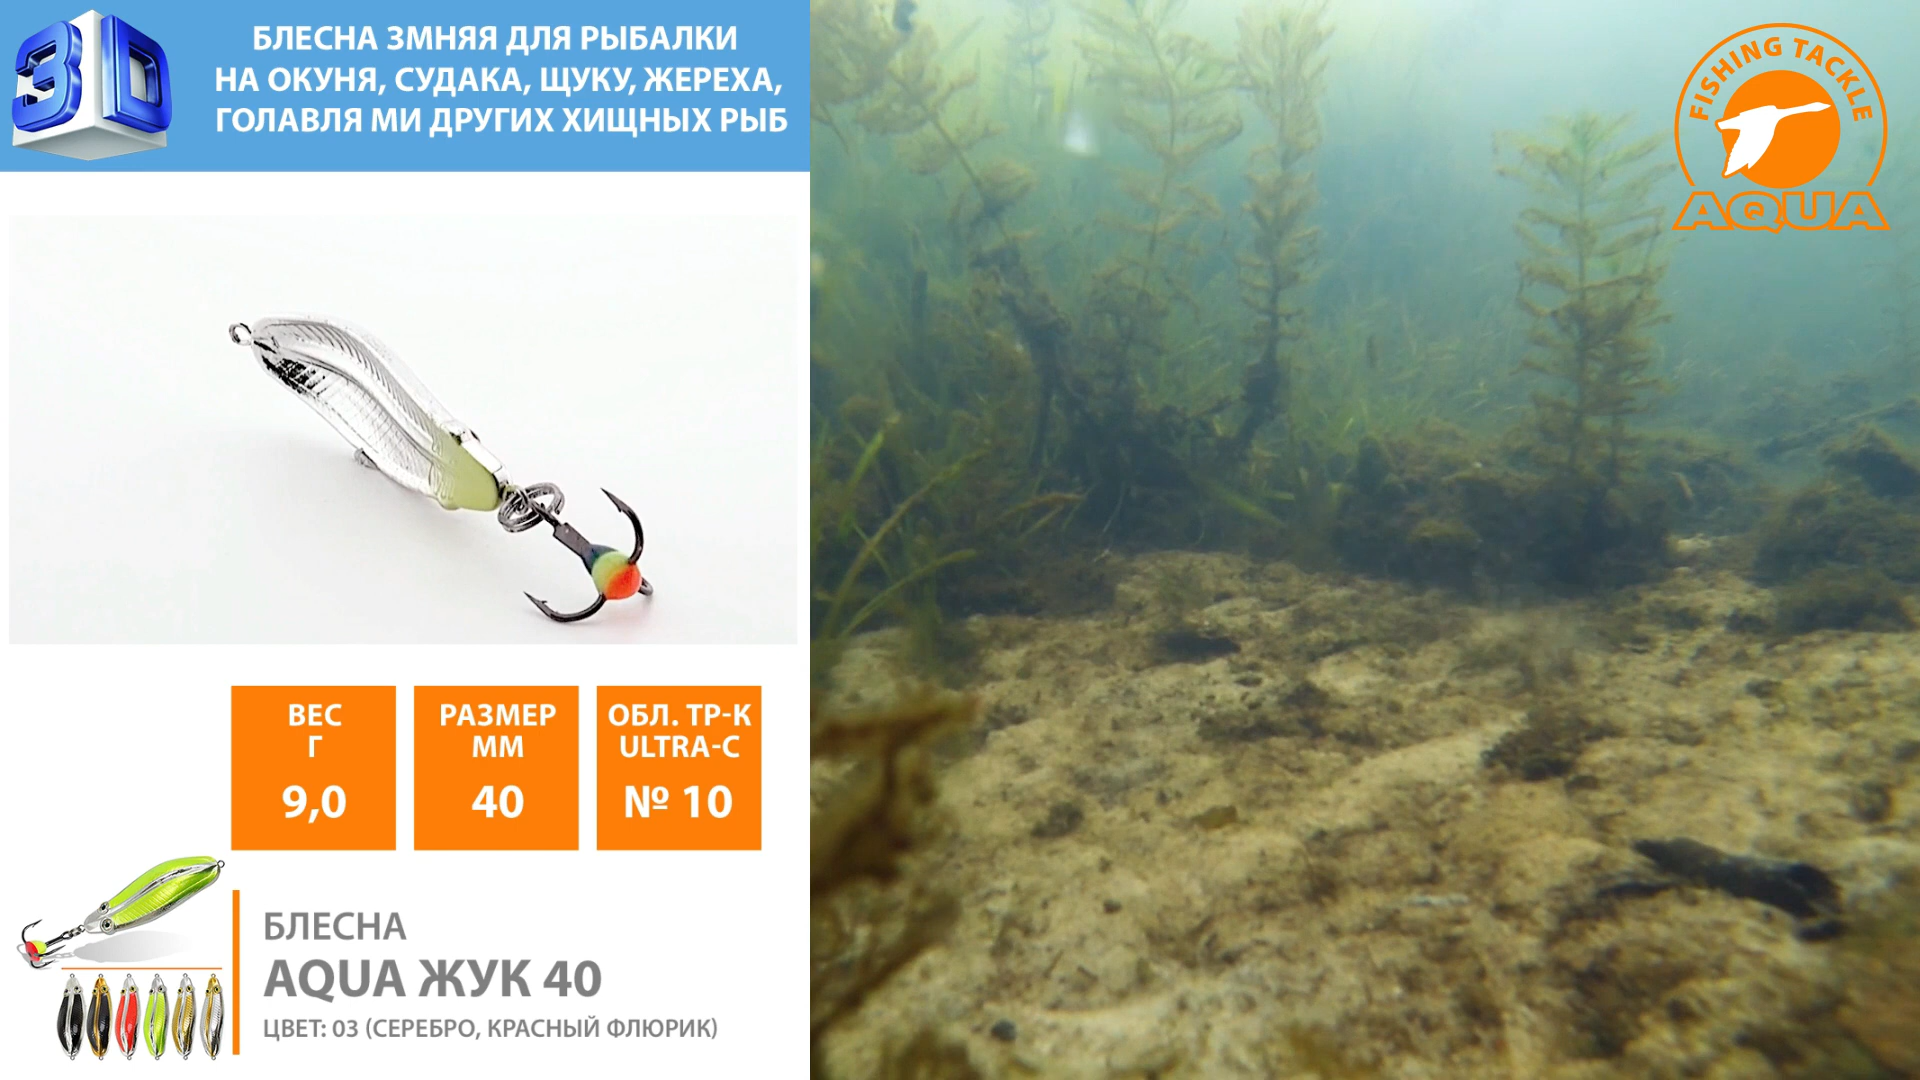 3D
БЛЕСНА ЗМНЯЯ ДЛЯ РЫБАЛКИ
НА ОКУНЯ, СУДАКА, ЩУКУ, ЖЕРЕХА,
ГОЛАВЛЯ МИ ДРУГИХ ХИЩНЫХ РЫБ
FISHING TACKLE
AQUA
ВЕС
Г
9,0
РАЗМЕР
ММ
40
ОБЛ. ТР-К
ULTRA-C
№ 10
БЛЕСНА
AQUA ЖУК 40
ЦВЕТ: 03 (СЕРЕБРО, КРАСНЫЙ ФЛЮРИК)